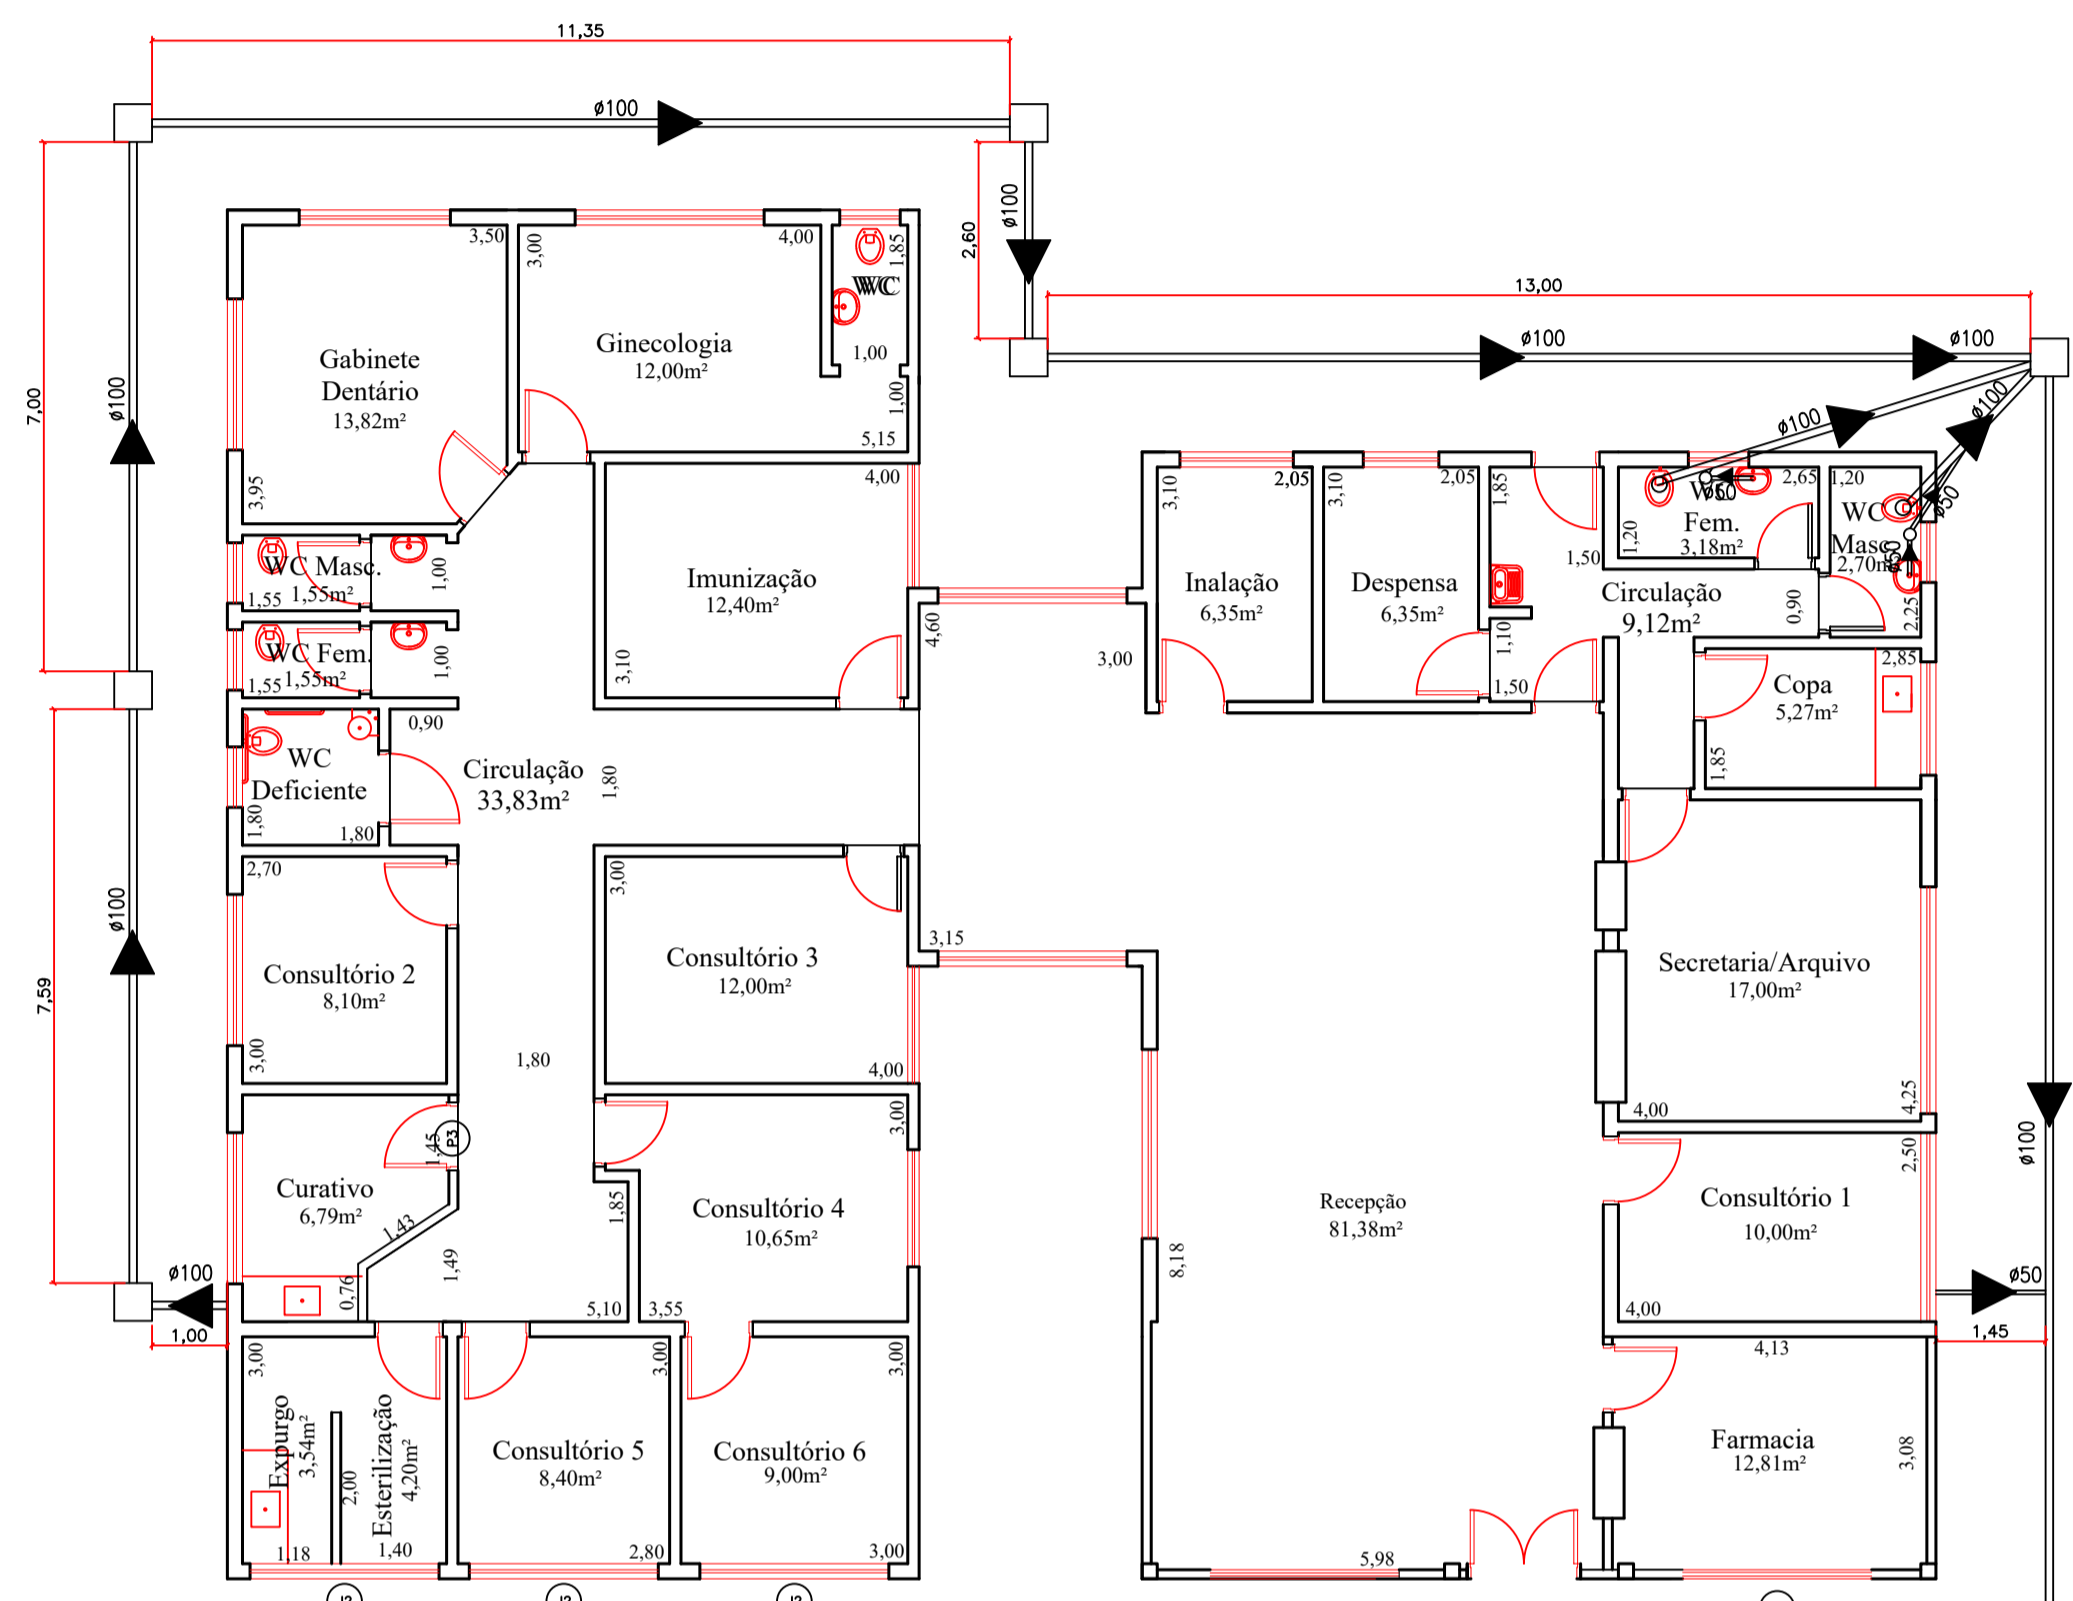 11,35
ø100
7,00
ø100
ø100
2,60
13,00
ø100
ø100
ø100
ø100
3,50
3,00
4,00
1,85
WC
1,00
1,00
5,15
Gabinete
Dentário
13,82m²
3,95
Ginecologia
12,00m²
WC Masc.
1,55m²
1,55
1,00
WC Fem.
1,55m²
1,55
1,00
4,00
Imunização
12,40m²
3,10
4,60
3,00
3,10
2,05
Inalação
6,35m²
3,10
2,05
Despensa
6,35m²
1,85
1,50
1,10
1,50
WC
ø50
Fem.
3,18m²
2,65
1,20
1,20
WC
Masc.
2,70m²
ø50
ø50
2,25
Circulação
9,12m²
0,90
2,85
Copa
5,27m²
1,85
WC
Deficiente
1,80
1,80
0,90
Circulação
33,83m²
1,80
ø100
7,59
2,70
Consultório 2
8,10m²
3,00
3,00
Consultório 3
12,00m²
4,00
1,80
3,15
Secretaria/Arquivo
17,00m²
4,00
4,25
ø100
P3
1,45
Curativo
6,79m²
1,43
1,49
0,76
ø100
1,00
3,00
1,85
Consultório 4
10,65m²
5,10
3,55
Recepção
81,38m²
8,18
5,98
2,50
Consultório 1
10,00m²
4,00
ø50
1,45
3,00
Expurgo
3,54m²
1,18
2,00
Esterilização
4,20m²
1,40
3,00
Consultório 5
8,40m²
2,80
3,00
Consultório 6
9,00m²
3,00
4,13
Farmacia
12,81m²
3,08